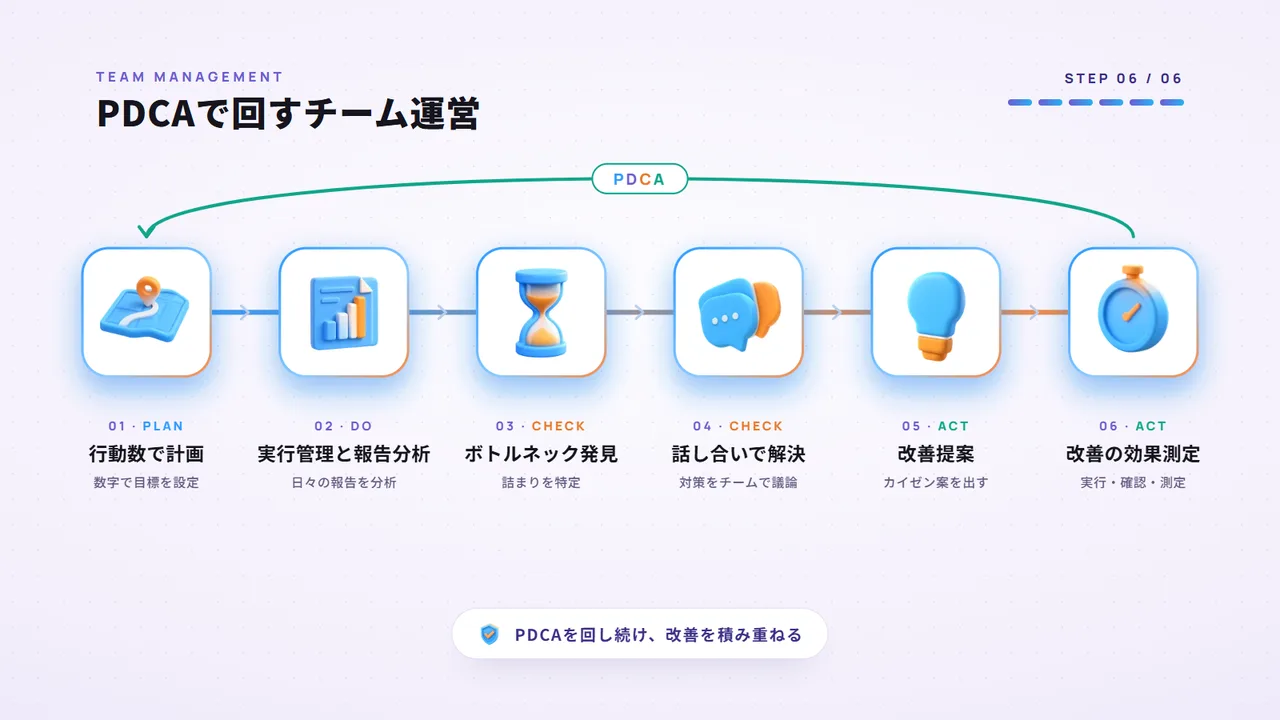 TEAM MANAGEMENT
PDCAで回すチーム運営
STEP 06 / 06
PDCA
01・PLAN
行動数で計画
数字で目標を設定
02・DO
実行管理と報告分析
日々の報告を分析
03・CHECK
ボトルネック発見
詰まりを特定
04・CHECK
話し合いで解決
対策をチームで議論
05・ACT
改善提案
カイゼン案を出す
06・ACT
改善の効果測定
実行・確認・測定
PDCAを回し続け、改善を積み重ねる